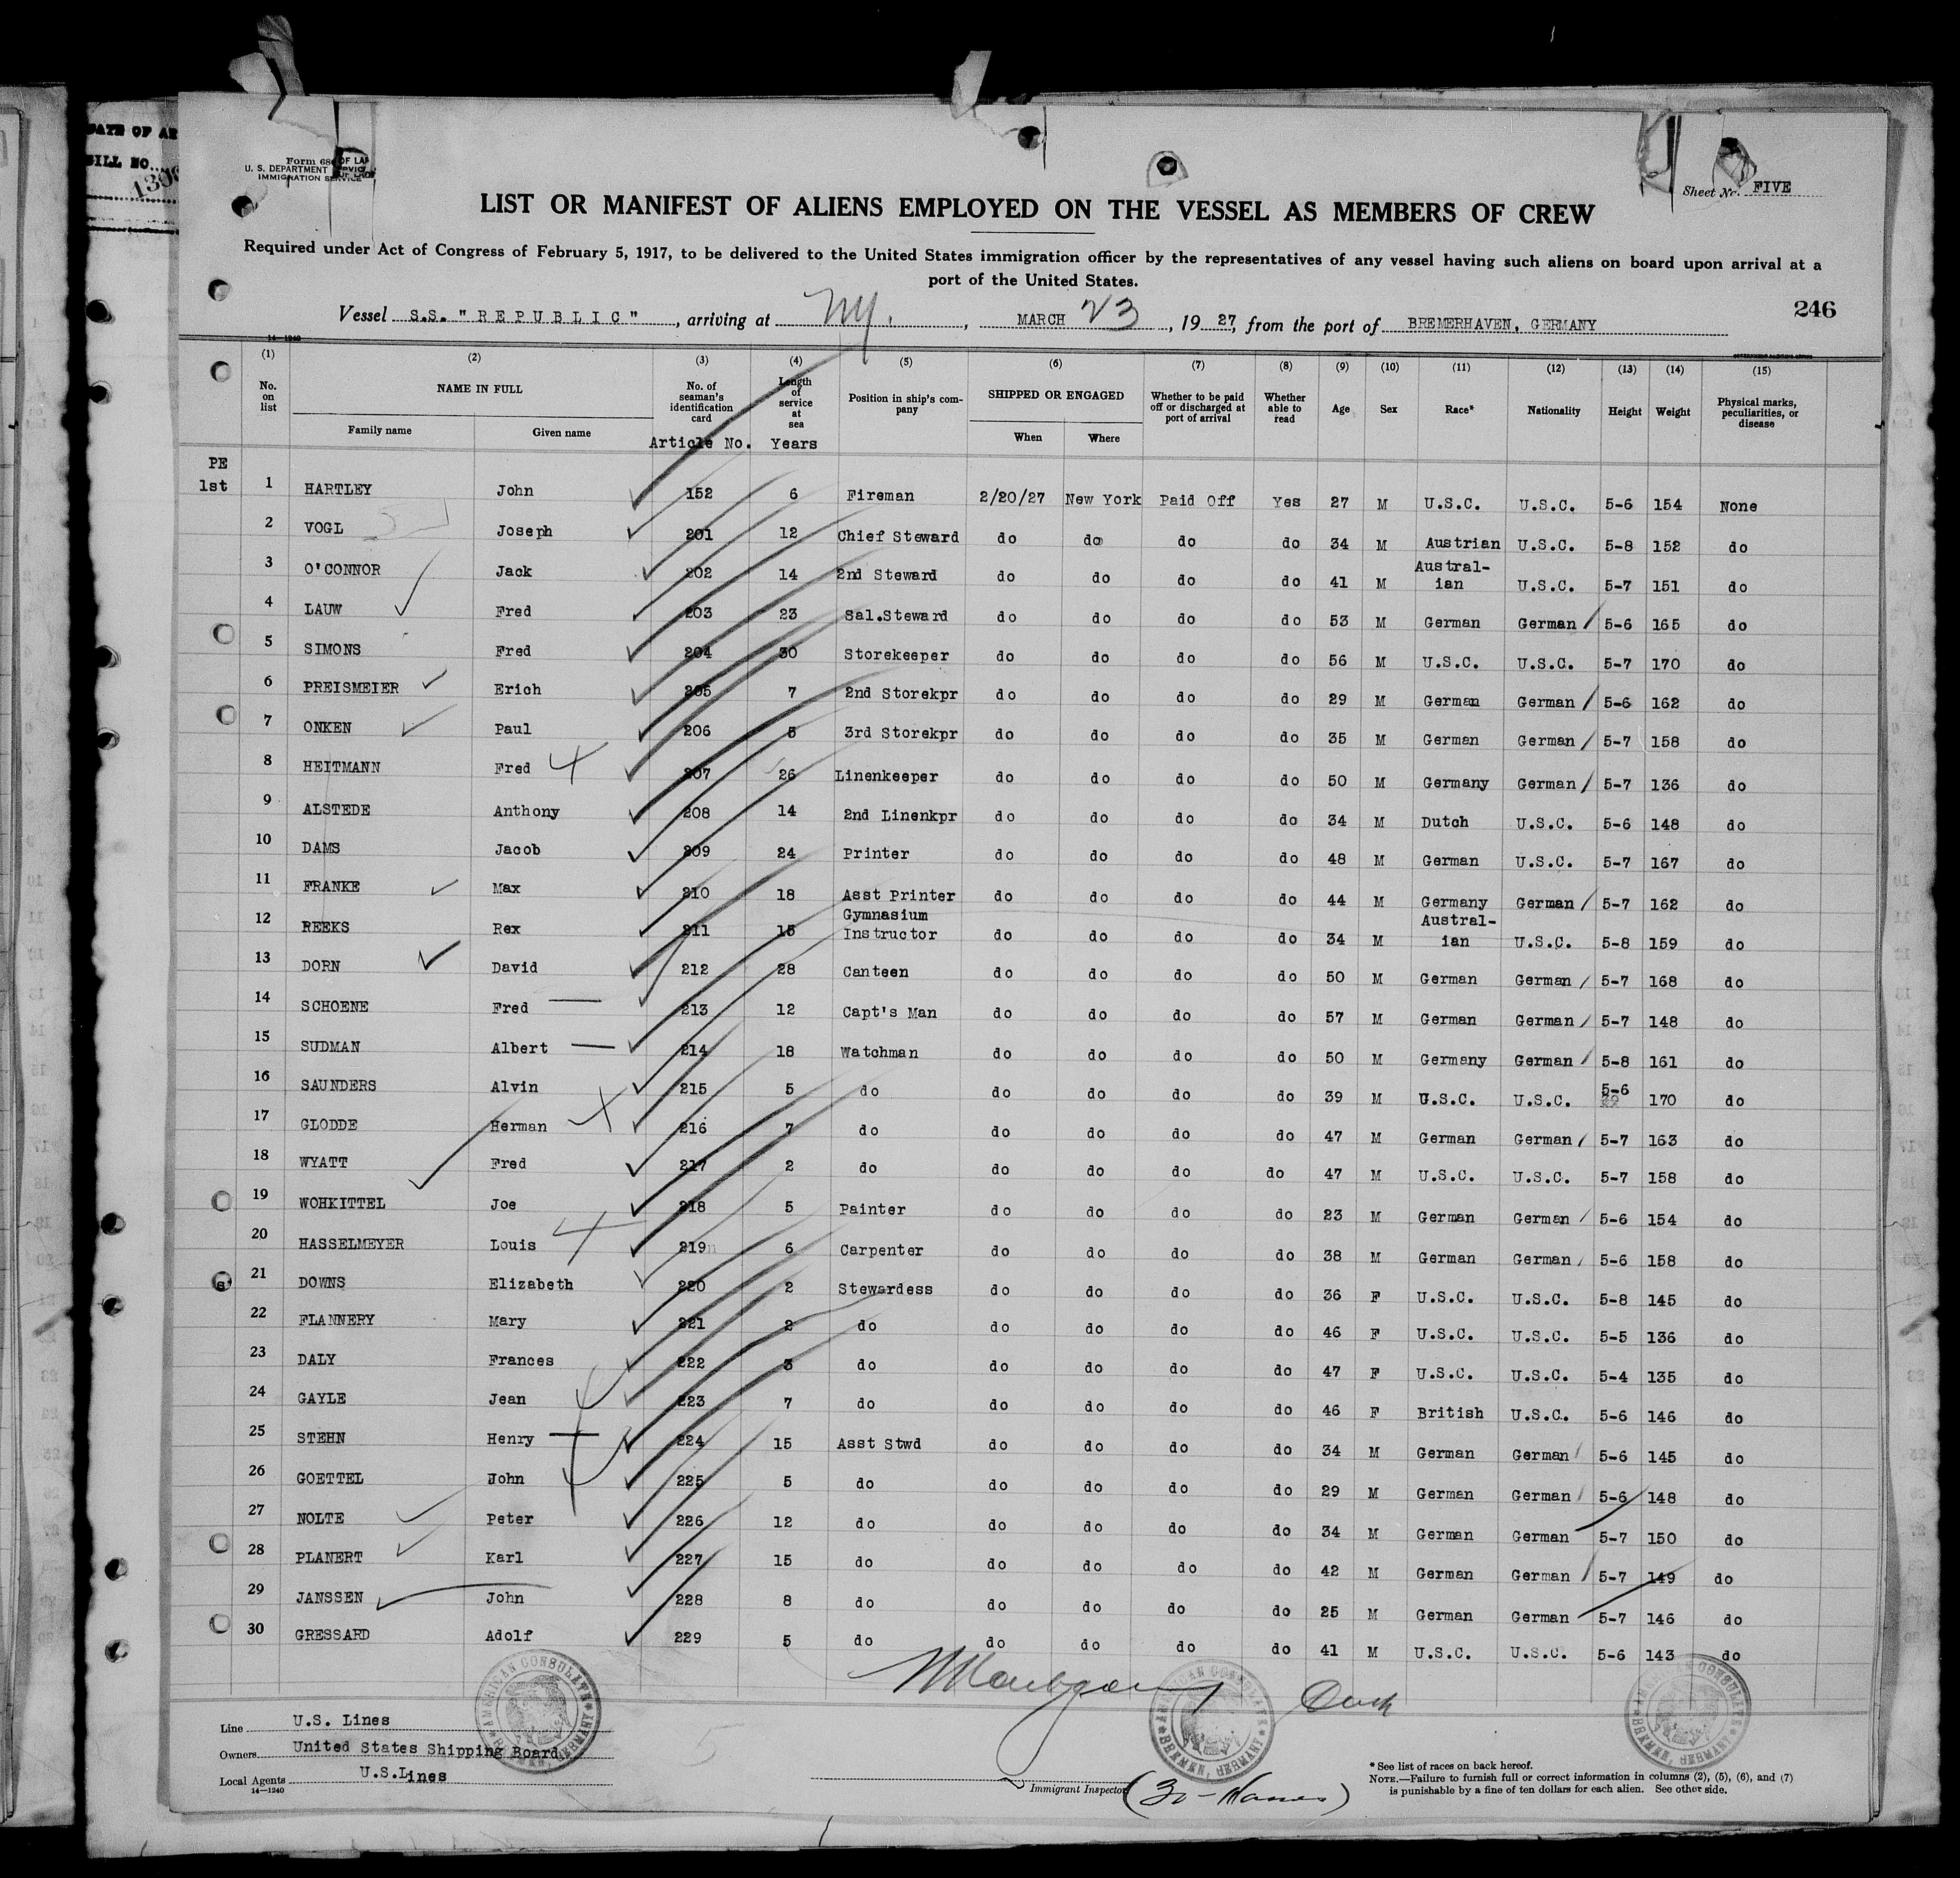 DATE OF AR
BILL NO.
Form 686
U. S. DEPARTMENT OF LA
IMMIGRATION SERVICE
Sheet Nr. FIVE
LIST OR MANIFEST OF ALIENS EMPLOYED ON THE VESSEL AS MEMBERS OF CREW
Required under Act of Congress of February 5, 1917, to be delivered to the United States immigration officer by the representatives of any vessel having such aliens on board upon arrival at a
port of the United States.
246
Vessel S.S. "REPUBLIC", arriving at NY., MARCH 23, 1927, from the port of BREMERHAVEN, GERMANY
14—1240
(1) (2) (3) (4) (5) (6) (7) (8) (9) (10) (11) (12) (13) (14) (15)
No. on list NAME IN FULL Family name Given name No. of seaman's identification card Length of service at sea Position in ship's company SHIPPED OR ENGAGED When Where Whether to be paid off or discharged at port of arrival Whether able to read Age Sex Race* Nationality Height Weight Physical marks, peculiarities, or disease
Article No. Years
PE
1st 1 HARTLEY John 152 6 Fireman 2/20/27 New York Paid Off Yes 27 M U.S.C. U.S.C. 5-6 154 None
2 VOGL Joseph 201 12 Chief Steward do do do do 34 M Austrian U.S.C. 5-8 152 do
3 O'CONNOR Jack 202 14 2nd Steward do do do do 41 M Austral-ian U.S.C. 5-7 151 do
4 LAUW Fred 203 23 Sal.Steward do do do do 53 M German German 5-6 165 do
5 SIMONS Fred 204 30 Storekeeper do do do do 56 M U.S.C. U.S.C. 5-7 170 do
6 PREISMEIER Erich 205 7 2nd Storekpr do do do do 29 M German German 5-6 162 do
7 ONKEN Paul 206 5 3rd Storekpr do do do do 35 M German German 5-7 158 do
8 HEITMANN Fred 207 26 Linenkeeper do do do do 50 M Germany German 5-7 136 do
9 ALSTEDE Anthony 208 14 2nd Linenkpr do do do do 34 M Dutch U.S.C. 5-6 148 do
10 DAMS Jacob 209 24 Printer do do do do 48 M German U.S.C. 5-7 167 do
11 FRANKE Max 210 18 Asst Printer do do do do 44 M Germany German 5-7 162 do
12 REEKS Rex 211 15 Gymnasium Instructor do do do do 34 M Austral-ian U.S.C. 5-8 159 do
13 DORN David 212 28 Canteen do do do do 50 M German German 5-7 168 do
14 SCHOENE Fred 213 12 Capt's Man do do do do 57 M German German 5-7 148 do
15 SUDMAN Albert 214 18 Watchman do do do do 50 M Germany German 5-8 161 do
16 SAUNDERS Alvin 215 5 do do do do do 39 M U.S.C. U.S.C. 5-6 170 do
17 GLODDE Herman 216 7 do do do do do 47 M German German 5-7 163 do
18 WYATT Fred 217 2 do do do do do 47 M U.S.C. U.S.C. 5-7 158 do
19 WOHKITTEL Joe 218 5 Painter do do do do 23 M German German 5-6 154 do
20 HASSELMEYER Louis 219 6 Carpenter do do do do 38 M German German 5-6 158 do
21 DOWNS Elizabeth 220 2 Stewardess do do do do 36 F U.S.C. U.S.C. 5-8 145 do
22 FLANNERY Mary 221 2 do do do do do 46 F U.S.C. U.S.C. 5-5 136 do
23 DALY Frances 222 3 do do do do do 47 F U.S.C. U.S.C. 5-4 135 do
24 GAYLE Jean 223 7 do do do do do 46 F British U.S.C. 5-6 146 do
25 STEHN Henry 224 15 Asst Stwd do do do do 34 M German German 5-6 145 do
26 GOETTEL John 225 5 do do do do do 29 M German German 5-6 148 do
27 NOLTE Peter 226 12 do do do do do 34 M German German 5-7 150 do
28 PLANERT Karl 227 15 do do do do do 42 M German German 5-7 149 do
29 JANSSEN John 228 8 do do do do do 25 M German German 5-7 146 do
30 GRESSARD Adolf 229 5 do do do do do 41 M U.S.C. U.S.C. 5-6 143 do
AMERICAN CONSULATE BREMEN, GERMANY
AMERICAN CONSULATE BREMEN, GERMANY
AMERICAN CONSULATE BREMEN, GERMANY
Line U.S. Lines
Owners United States Shipping Board
Local Agents U.S.Lines
14—1240
Immigrant Inspector
* See list of races on back hereof.
NOTE.—Failure to furnish full or correct information in columns (2), (5), (6), and (7)
is punishable by a fine of ten dollars for each alien. See other side.